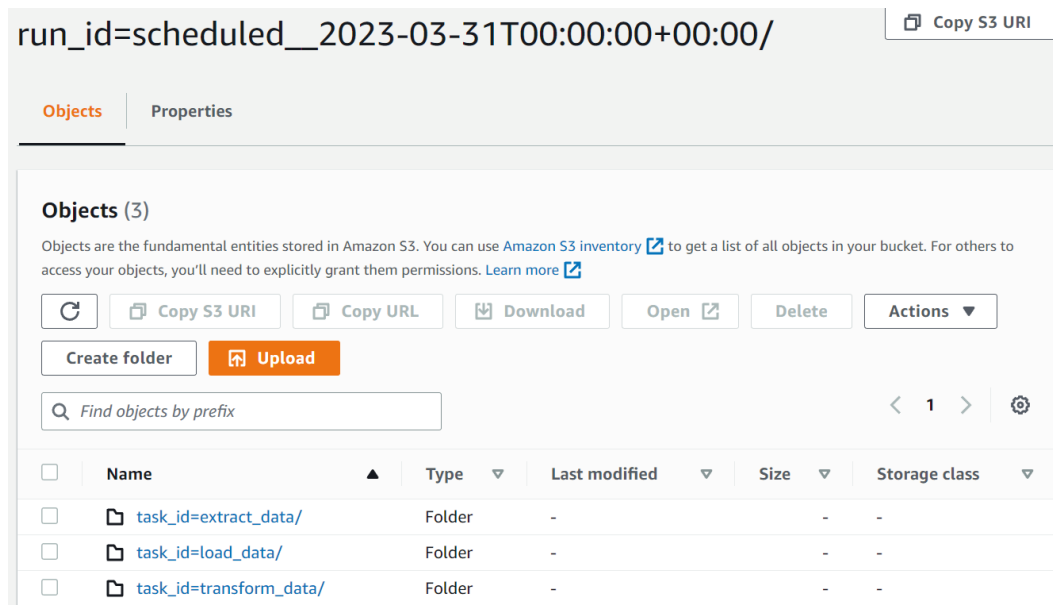 run_id=scheduled__2023-03-31T00:00:00+00:00/
Copy S3 URI
Objects
Properties
Objects (3)
Objects are the fundamental entities stored in Amazon S3. You can use Amazon S3 inventory to get a list of all objects in your bucket. For others to
access your objects, you’ll need to explicitly grant them permissions. Learn more
Copy S3 URI Copy URL Download Open Delete Actions
Create folder Upload
Find objects by prefix 1
Name Type Last modified Size Storage class
task_id=extract_data/ Folder - - -
task_id=load_data/ Folder - - -
task_id=transform_data/ Folder - - -